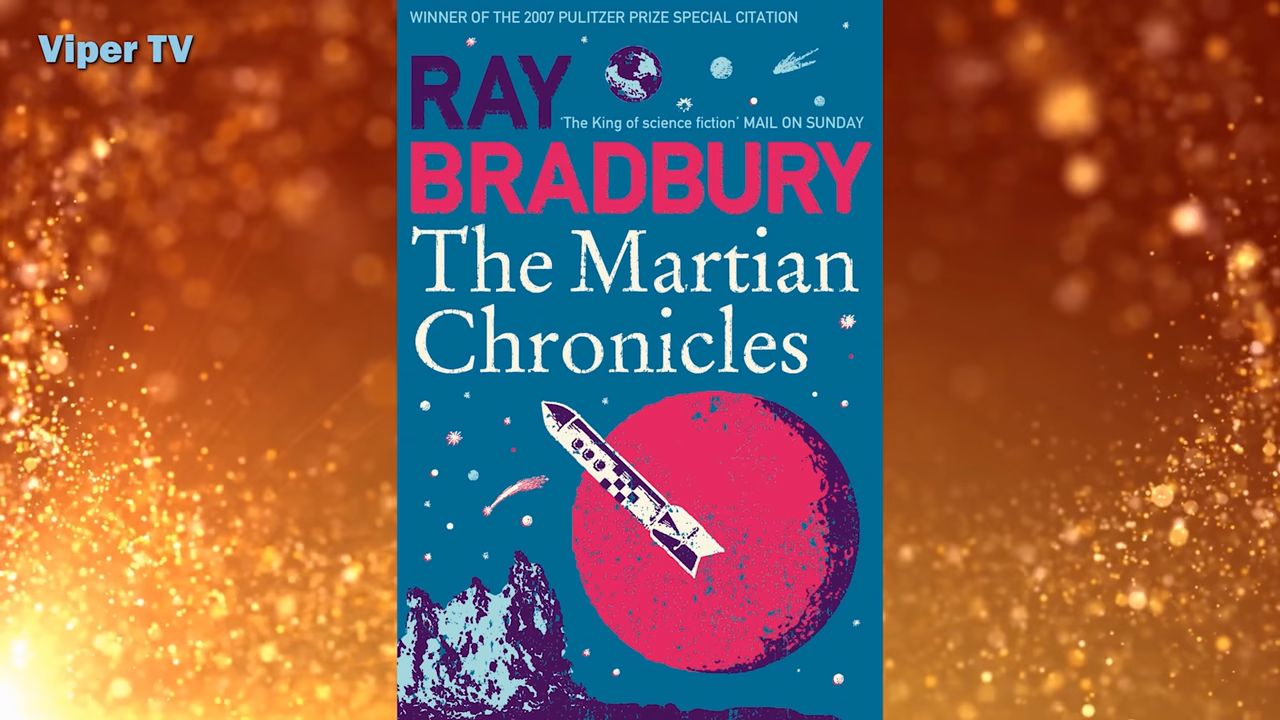 Viper TV
WINNER OF THE 2007 PULITZER PRIZE SPECIAL CITATION
RAY
'The King of science fiction' MAIL ON SUNDAY
BRADBURY
The Martian
Chronicles